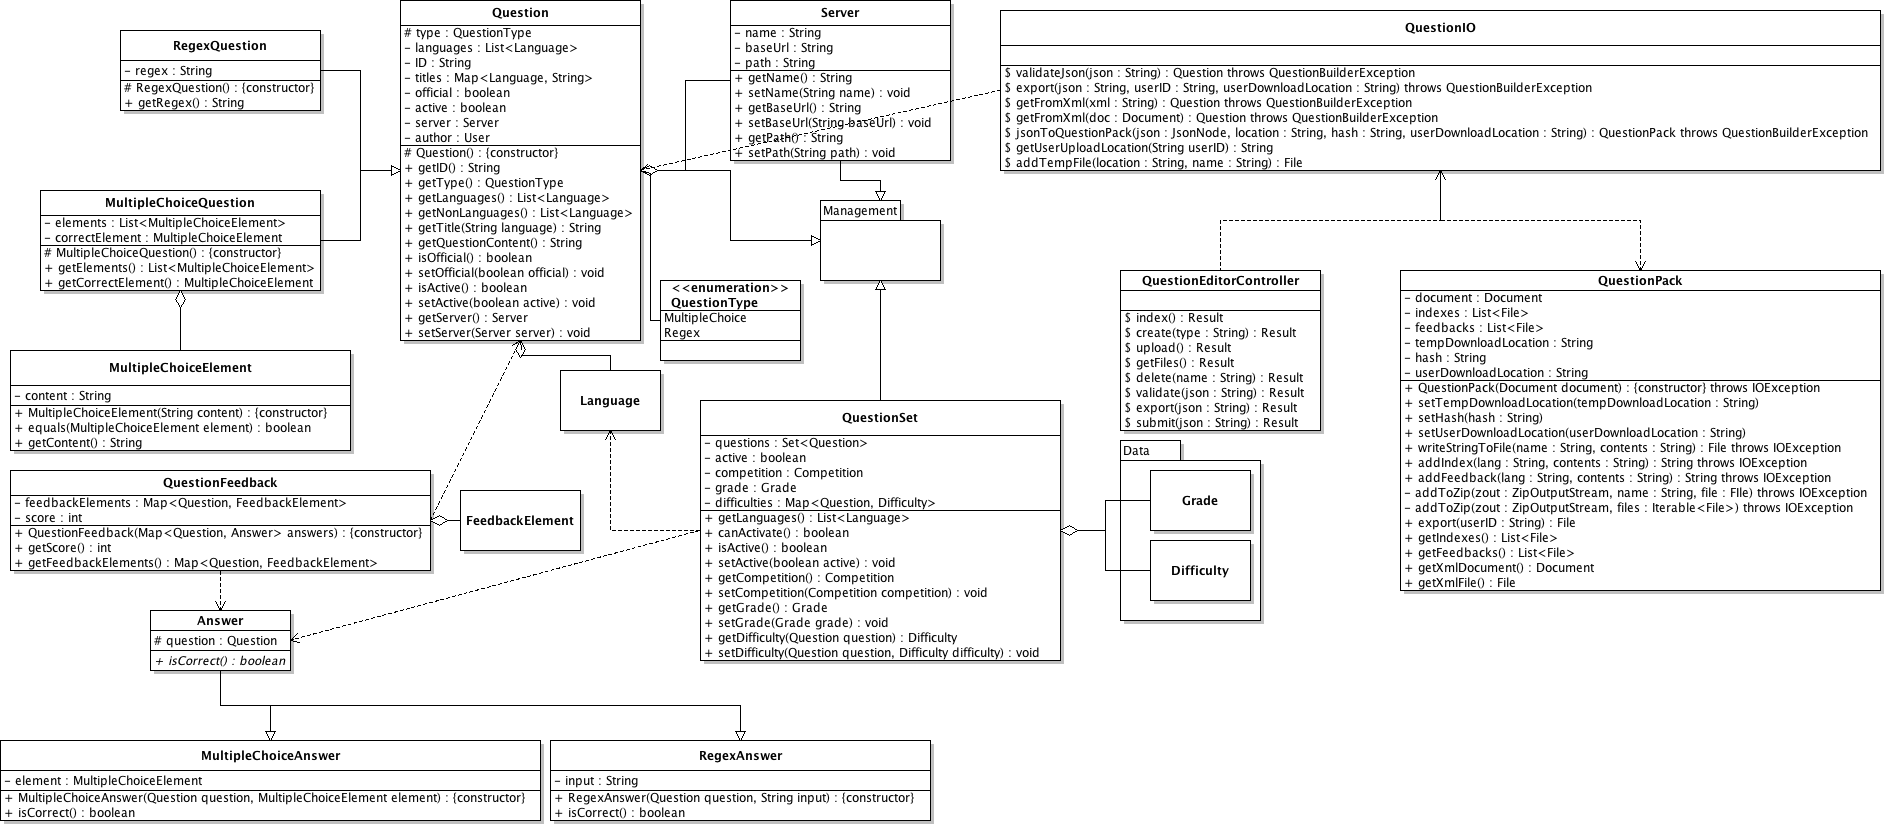 Question
# type : QuestionType
– languages : List<Language>
– ID : String
– titles : Map<Language, String>
– official : boolean
– active : boolean
– server : Server
– author : User
# Question() : {constructor}
+ getID() : String
+ getType() : QuestionType
+ getLanguages() : List<Language>
+ getNonLanguages() : List<Language>
+ getTitle(String language) : String
+ getQuestionContent() : String
+ isOfficial() : boolean
+ setOfficial(boolean official) : void
+ isActive() : boolean
+ setActive(boolean active) : void
+ getServer() : Server
+ setServer(Server server) : void
Server
– name : String
– baseUrl : String
– path : String
+ getName() : String
+ setName(String name) : void
+ getBaseUrl() : String
+ setBaseUrl(String baseUrl) : void
+ getPath() : String
+ setPath(String path) : void
QuestionIO
$ validateJson(json : String) : Question throws QuestionBuilderException
$ export(json : String, userID : String, userDownloadLocation : String) throws QuestionBuilderException
$ getFromXml(xml : String) : Question throws QuestionBuilderException
$ getFromXml(doc : Document) : Question throws QuestionBuilderException
$ jsonToQuestionPack(json : JsonNode, location : String, hash : String, userDownloadLocation : String) : QuestionPack throws QuestionBuilderException
$ getUserUploadLocation(String userID) : String
$ addTempFile(location : String, name : String) : File
RegexQuestion
– regex : String
# RegexQuestion() : {constructor}
+ getRegex() : String
MultipleChoiceQuestion
– elements : List<MultipleChoiceElement>
– correctElement : MultipleChoiceElement
# MultipleChoiceQuestion() : {constructor}
+ getElements() : List<MultipleChoiceElement>
+ getCorrectElement() : MultipleChoiceElement
Management
<<enumeration>>
QuestionType
MultipleChoice
Regex
QuestionEditorController
$ index() : Result
$ create(type : String) : Result
$ upload() : Result
$ getFiles() : Result
$ delete(name : String) : Result
$ validate(json : String) : Result
$ export(json : String) : Result
$ submit(json : String) : Result
QuestionPack
– document : Document
– indexes : List<File>
– feedbacks : List<File>
– tempDownloadLocation : String
– hash : String
– userDownloadLocation : String
+ QuestionPack(Document document) : {constructor} throws IOException
+ setTempDownloadLocation(tempDownloadLocation : String)
+ setHash(hash : String)
+ setUserDownloadLocation(userDownloadLocation : String)
+ writeStringToFile(name : String, contents : String) : File throws IOException
+ addIndex(lang : String, contents : String) : String throws IOException
+ addFeedback(lang : String, contents : String) : String throws IOException
– addToZip(zout : ZipOutputStream, name : String, file : FIle) throws IOException
– addToZip(zout : ZipOutputStream, files : Iterable<File>) throws IOException
+ export(userID : String) : File
+ getIndexes() : List<File>
+ getFeedbacks() : List<File>
+ getXmlDocument() : Document
+ getXmlFile() : File
MultipleChoiceElement
– content : String
+ MultipleChoiceElement(String content) : {constructor}
+ equals(MultipleChoiceElement element) : boolean
+ getContent() : String
Language
QuestionSet
– questions : Set<Question>
– active : boolean
– competition : Competition
– grade : Grade
– difficulties : Map<Question, Difficulty>
+ getLanguages() : List<Language>
+ canActivate() : boolean
+ isActive() : boolean
+ setActive(boolean active) : void
+ getCompetition() : Competition
+ setCompetition(Competition competition) : void
+ getGrade() : Grade
+ setGrade(Grade grade) : void
+ getDifficulty(Question question) : Difficulty
+ setDifficulty(Question question, Difficulty difficulty) : void
Data
Grade
Difficulty
QuestionFeedback
– feedbackElements : Map<Question, FeedbackElement>
– score : int
+ QuestionFeedback(Map<Question, Answer> answers) : {constructor}
+ getScore() : int
+ getFeedbackElements() : Map<Question, FeedbackElement>
FeedbackElement
Answer
# question : Question
+ isCorrect() : boolean
MultipleChoiceAnswer
– element : MultipleChoiceElement
+ MultipleChoiceAnswer(Question question, MultipleChoiceElement element) : {constructor}
+ isCorrect() : boolean
RegexAnswer
– input : String
+ RegexAnswer(Question question, String input) : {constructor}
+ isCorrect() : boolean